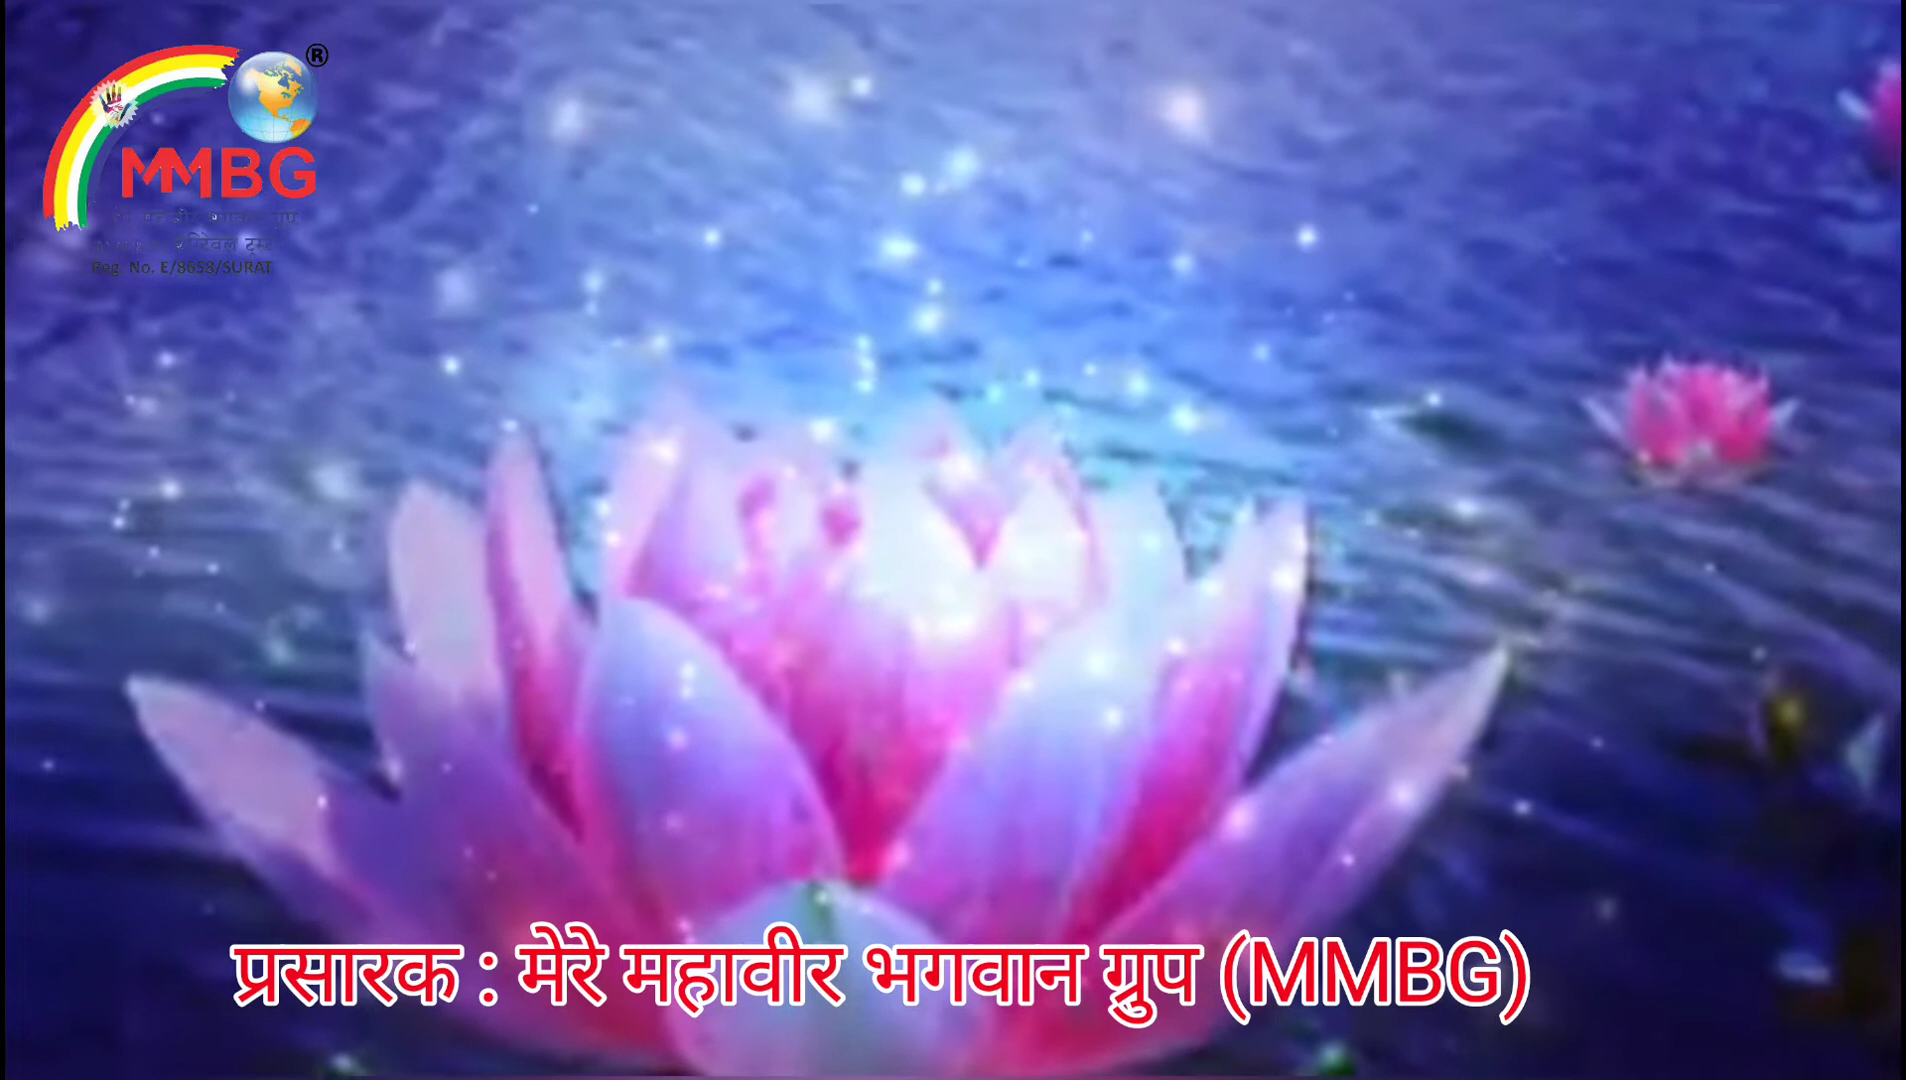 ®
MMBG
Reg. No. E/8658/SURAT
प्रसारक : मेरे महावीर भगवान ग्रुप (MMBG)